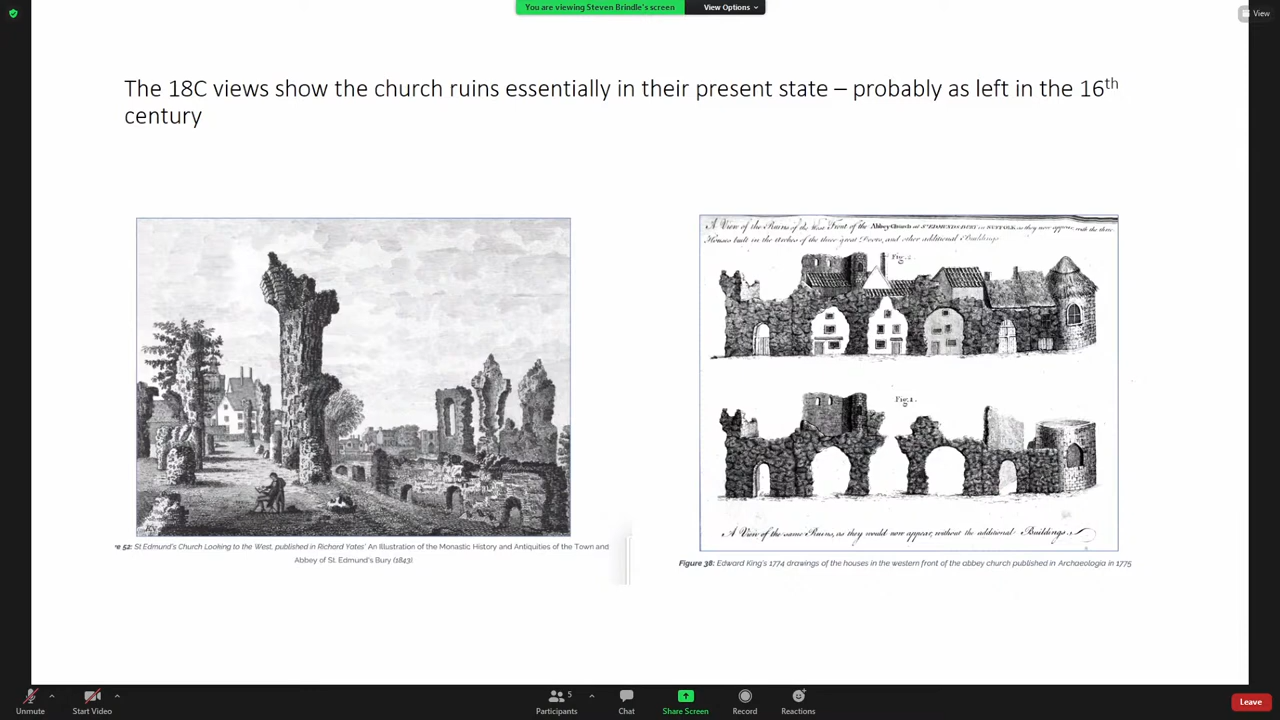 You are viewing Steven Brindle's screen
View Options
View
The 18C views show the church ruins essentially in their present state – probably as left in the 16th
century
A View of the Ruins of the West Front of the Abbey Church at St EDMUNDS BURY in SUFFOLK as they now appear, with the three
Houses built in the Arches of the three great Doors, and other additional Buildings
Fig. 2.
Fig. 1.
A View of the same Ruins, as they would now appear, without the additional Buildings.
re 52: St Edmund's Church Looking to the West, published in Richard Yates' An Illustration of the Monastic History and Antiquities of the Town and
Abbey of St. Edmund's Bury (1843)
Figure 38: Edward King's 1774 drawings of the houses in the western front of the abbey church published in Archaeologia in 1775
Unmute
Start Video
5
Participants
Chat
Share Screen
Record
Reactions
Leave